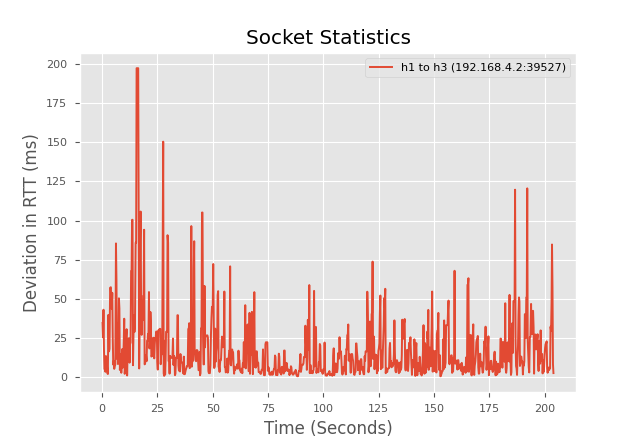 Socket Statistics
h1 to h3 (192.168.4.2:39527)
Deviation in RTT (ms)
200
175
150
125
100
75
50
25
0
0 25 50 75 100 125 150 175 200
Time (Seconds)